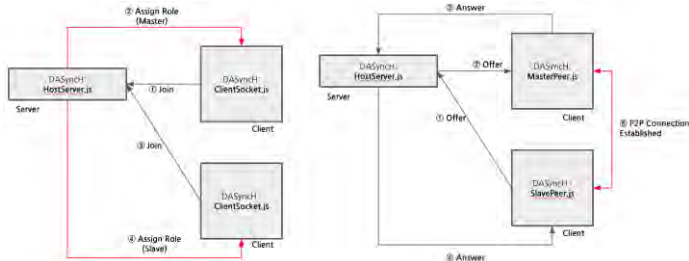 ② Assign Role
(Master)
DASyncH
HostServer.js
Server
① Join
DASyncH
ClientSocket.js
Client
③ Join
DASyncH
ClientSocket.js
Client
④ Assign Role
(Slave)
③ Answer
DASyncH
HostServer.js
Server
② Offer
DASyncH
MasterPeer.js
Client
① Offer
⑤ P2P Connection
Established
DASyncH
SlavePeer.js
Client
④ Answer